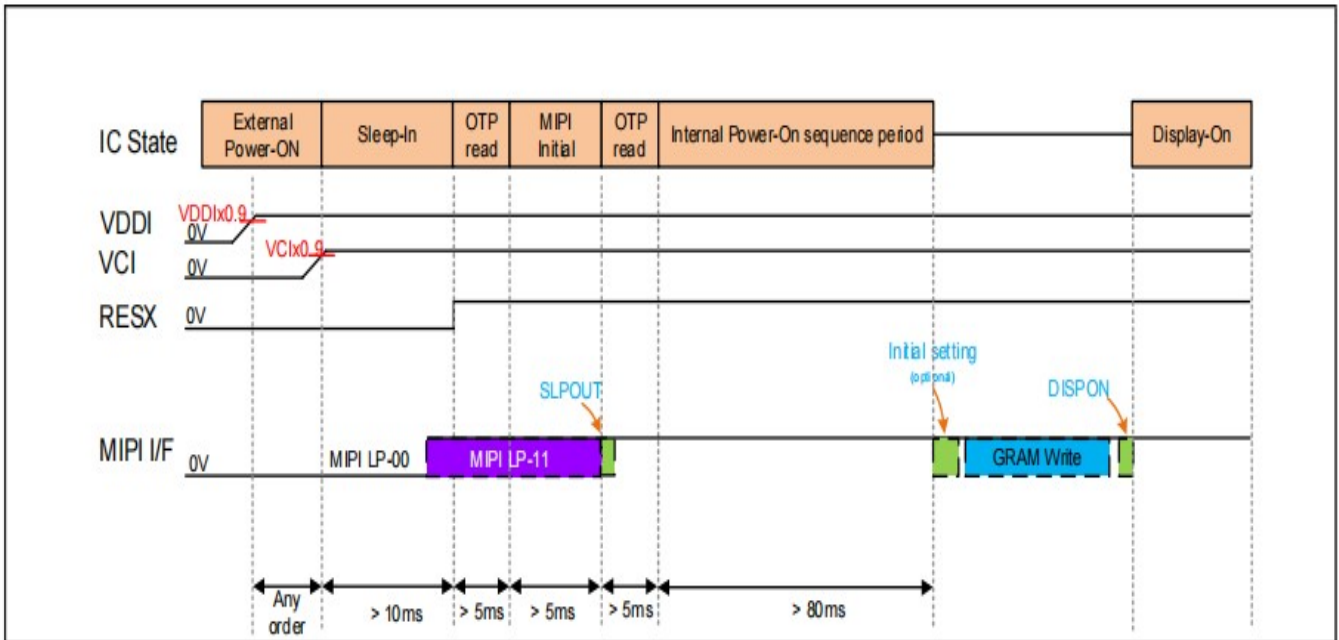 IC State
External
Power-ON
Sleep-In
OTP
read
MIPI
Initial
OTP
read
Internal Power-On sequence period
Display-On
VDDI
VDDIx0.9
0V
VCI
VCIx0.9
0V
RESX
0V
SLPOUT
Initial setting
(optional)
DISPON
MIPI I/F
0V
MIPI LP-00
MIPI LP-11
GRAM Write
Any
order
> 10ms
> 5ms
> 5ms
> 5ms
> 80ms